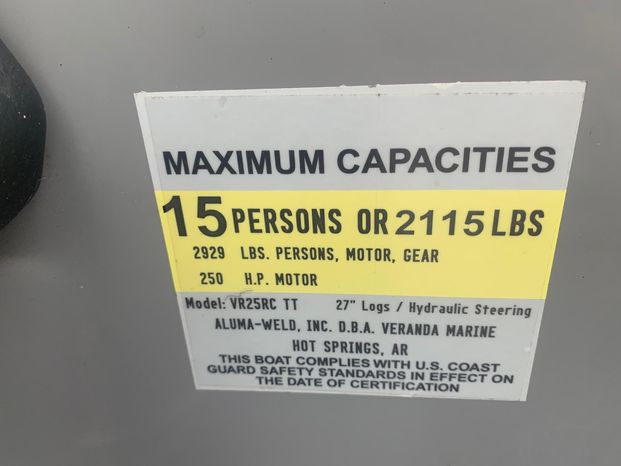 MAXIMUM CAPACITIES
15 PERSONS OR 2115 LBS
2929 LBS. PERSONS, MOTOR, GEAR
250 H.P. MOTOR
Model: VR25RC TT 27" Logs / Hydraulic Steering
ALUMA-WELD, INC. D.B.A. VERANDA MARINE
HOT SPRINGS, AR
THIS BOAT COMPLIES WITH U.S. COAST
GUARD SAFETY STANDARDS IN EFFECT ON
THE DATE OF CERTIFICATION